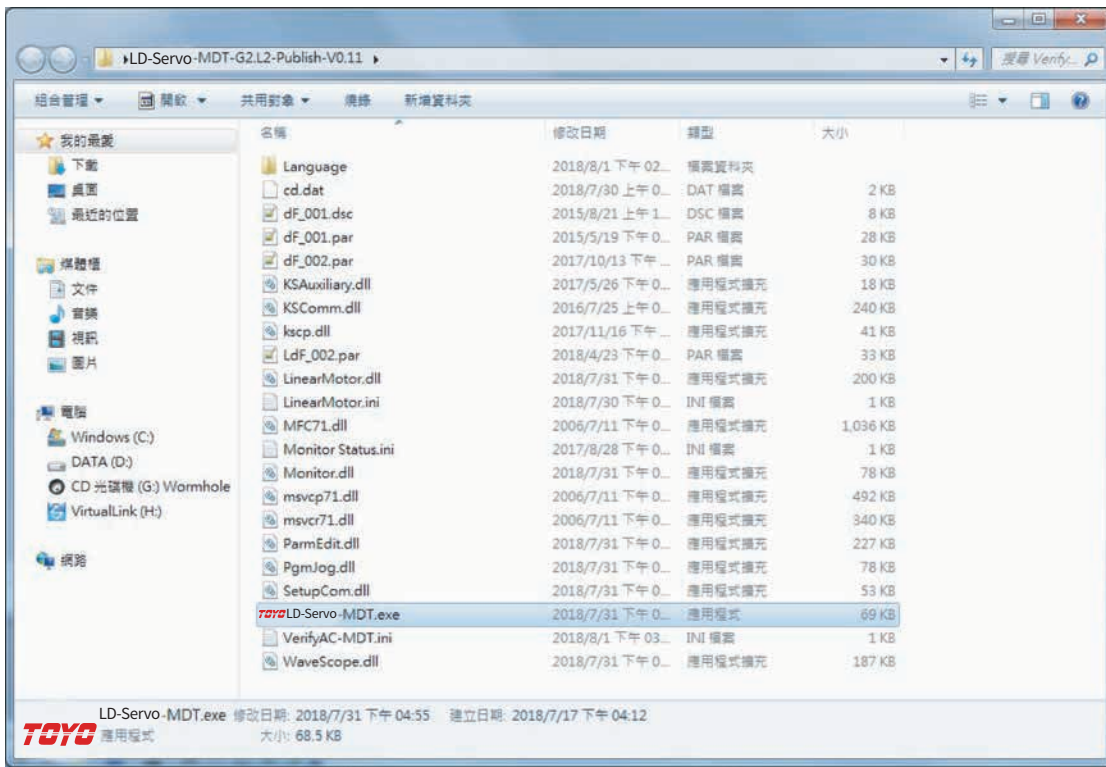 LD-Servo-MDT-G2.L2-Publish-V0.11
搜尋 Verify...
組合管理 開啟 共用對象 燒錄 新增資料夾
名稱 修改日期 類型 大小
我的最愛
下載
桌面
最近的位置
媒體櫃
文件
音樂
視訊
圖片
電腦
Windows (C:)
DATA (D:)
CD 光碟機 (G:) Wormhole
VirtualLink (H:)
網路
Language 2018/8/1 下午 02... 檔案資料夾
cd.dat 2018/7/30 上午 0... DAT 檔案 2 KB
dF_001.dsc 2015/8/21 上午 1... DSC 檔案 8 KB
dF_001.par 2015/5/19 下午 0... PAR 檔案 28 KB
dF_002.par 2017/10/13 下午 ... PAR 檔案 30 KB
KSAuxiliary.dll 2017/5/26 下午 0... 應用程式擴充 18 KB
KSComm.dll 2016/7/25 上午 0... 應用程式擴充 240 KB
kscp.dll 2017/11/16 下午 ... 應用程式擴充 41 KB
LdF_002.par 2018/4/23 下午 0... PAR 檔案 33 KB
LinearMotor.dll 2018/7/31 下午 0... 應用程式擴充 200 KB
LinearMotor.ini 2018/7/30 下午 0... INI 檔案 1 KB
MFC71.dll 2006/7/11 下午 0... 應用程式擴充 1,036 KB
Monitor Status.ini 2017/8/28 下午 0... INI 檔案 1 KB
Monitor.dll 2018/7/31 下午 0... 應用程式擴充 78 KB
msvcp71.dll 2006/7/11 下午 0... 應用程式擴充 492 KB
msvcr71.dll 2006/7/11 下午 0... 應用程式擴充 340 KB
ParmEdit.dll 2018/7/31 下午 0... 應用程式擴充 227 KB
PgmJog.dll 2018/7/31 下午 0... 應用程式擴充 78 KB
SetupCom.dll 2018/7/31 下午 0... 應用程式擴充 53 KB
TOYO LD-Servo-MDT.exe 2018/7/31 下午 0... 應用程式 69 KB
VerifyAC-MDT.ini 2018/8/1 下午 03... INI 檔案 1 KB
WaveScope.dll 2018/7/31 下午 0... 應用程式擴充 187 KB
LD-Servo-MDT.exe 修改日期: 2018/7/31 下午 04:55 建立日期: 2018/7/17 下午 04:12
TOYO 應用程式 大小: 68.5 KB